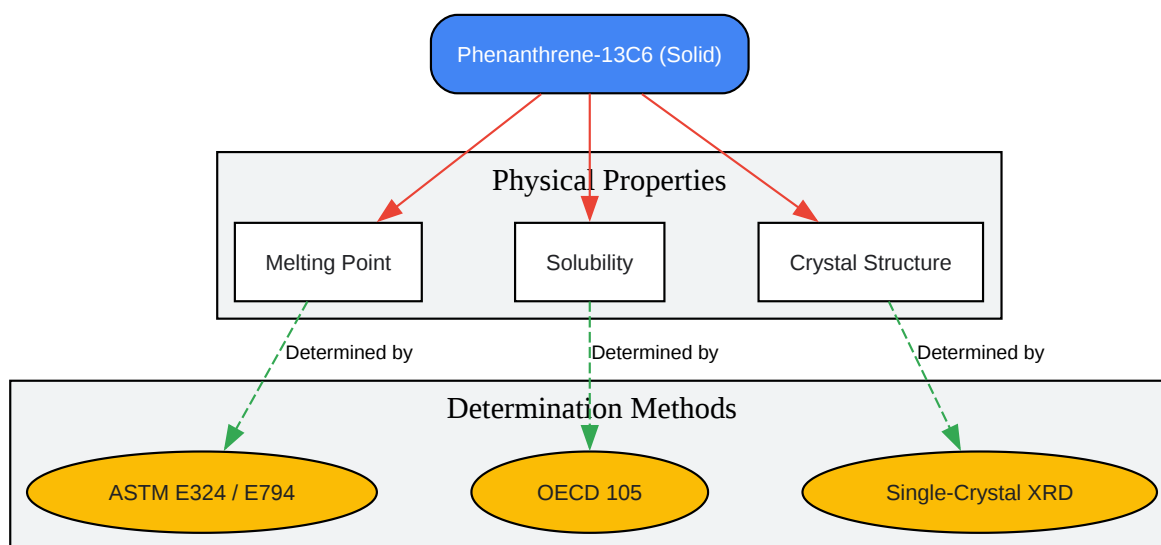 Phenanthrene-13C6 (Solid)
Physical Properties
Melting Point
Solubility
Crystal Structure
Determined by
Determined by
Determined by
Determination Methods
ASTM E324 / E794
OECD 105
Single-Crystal XRD